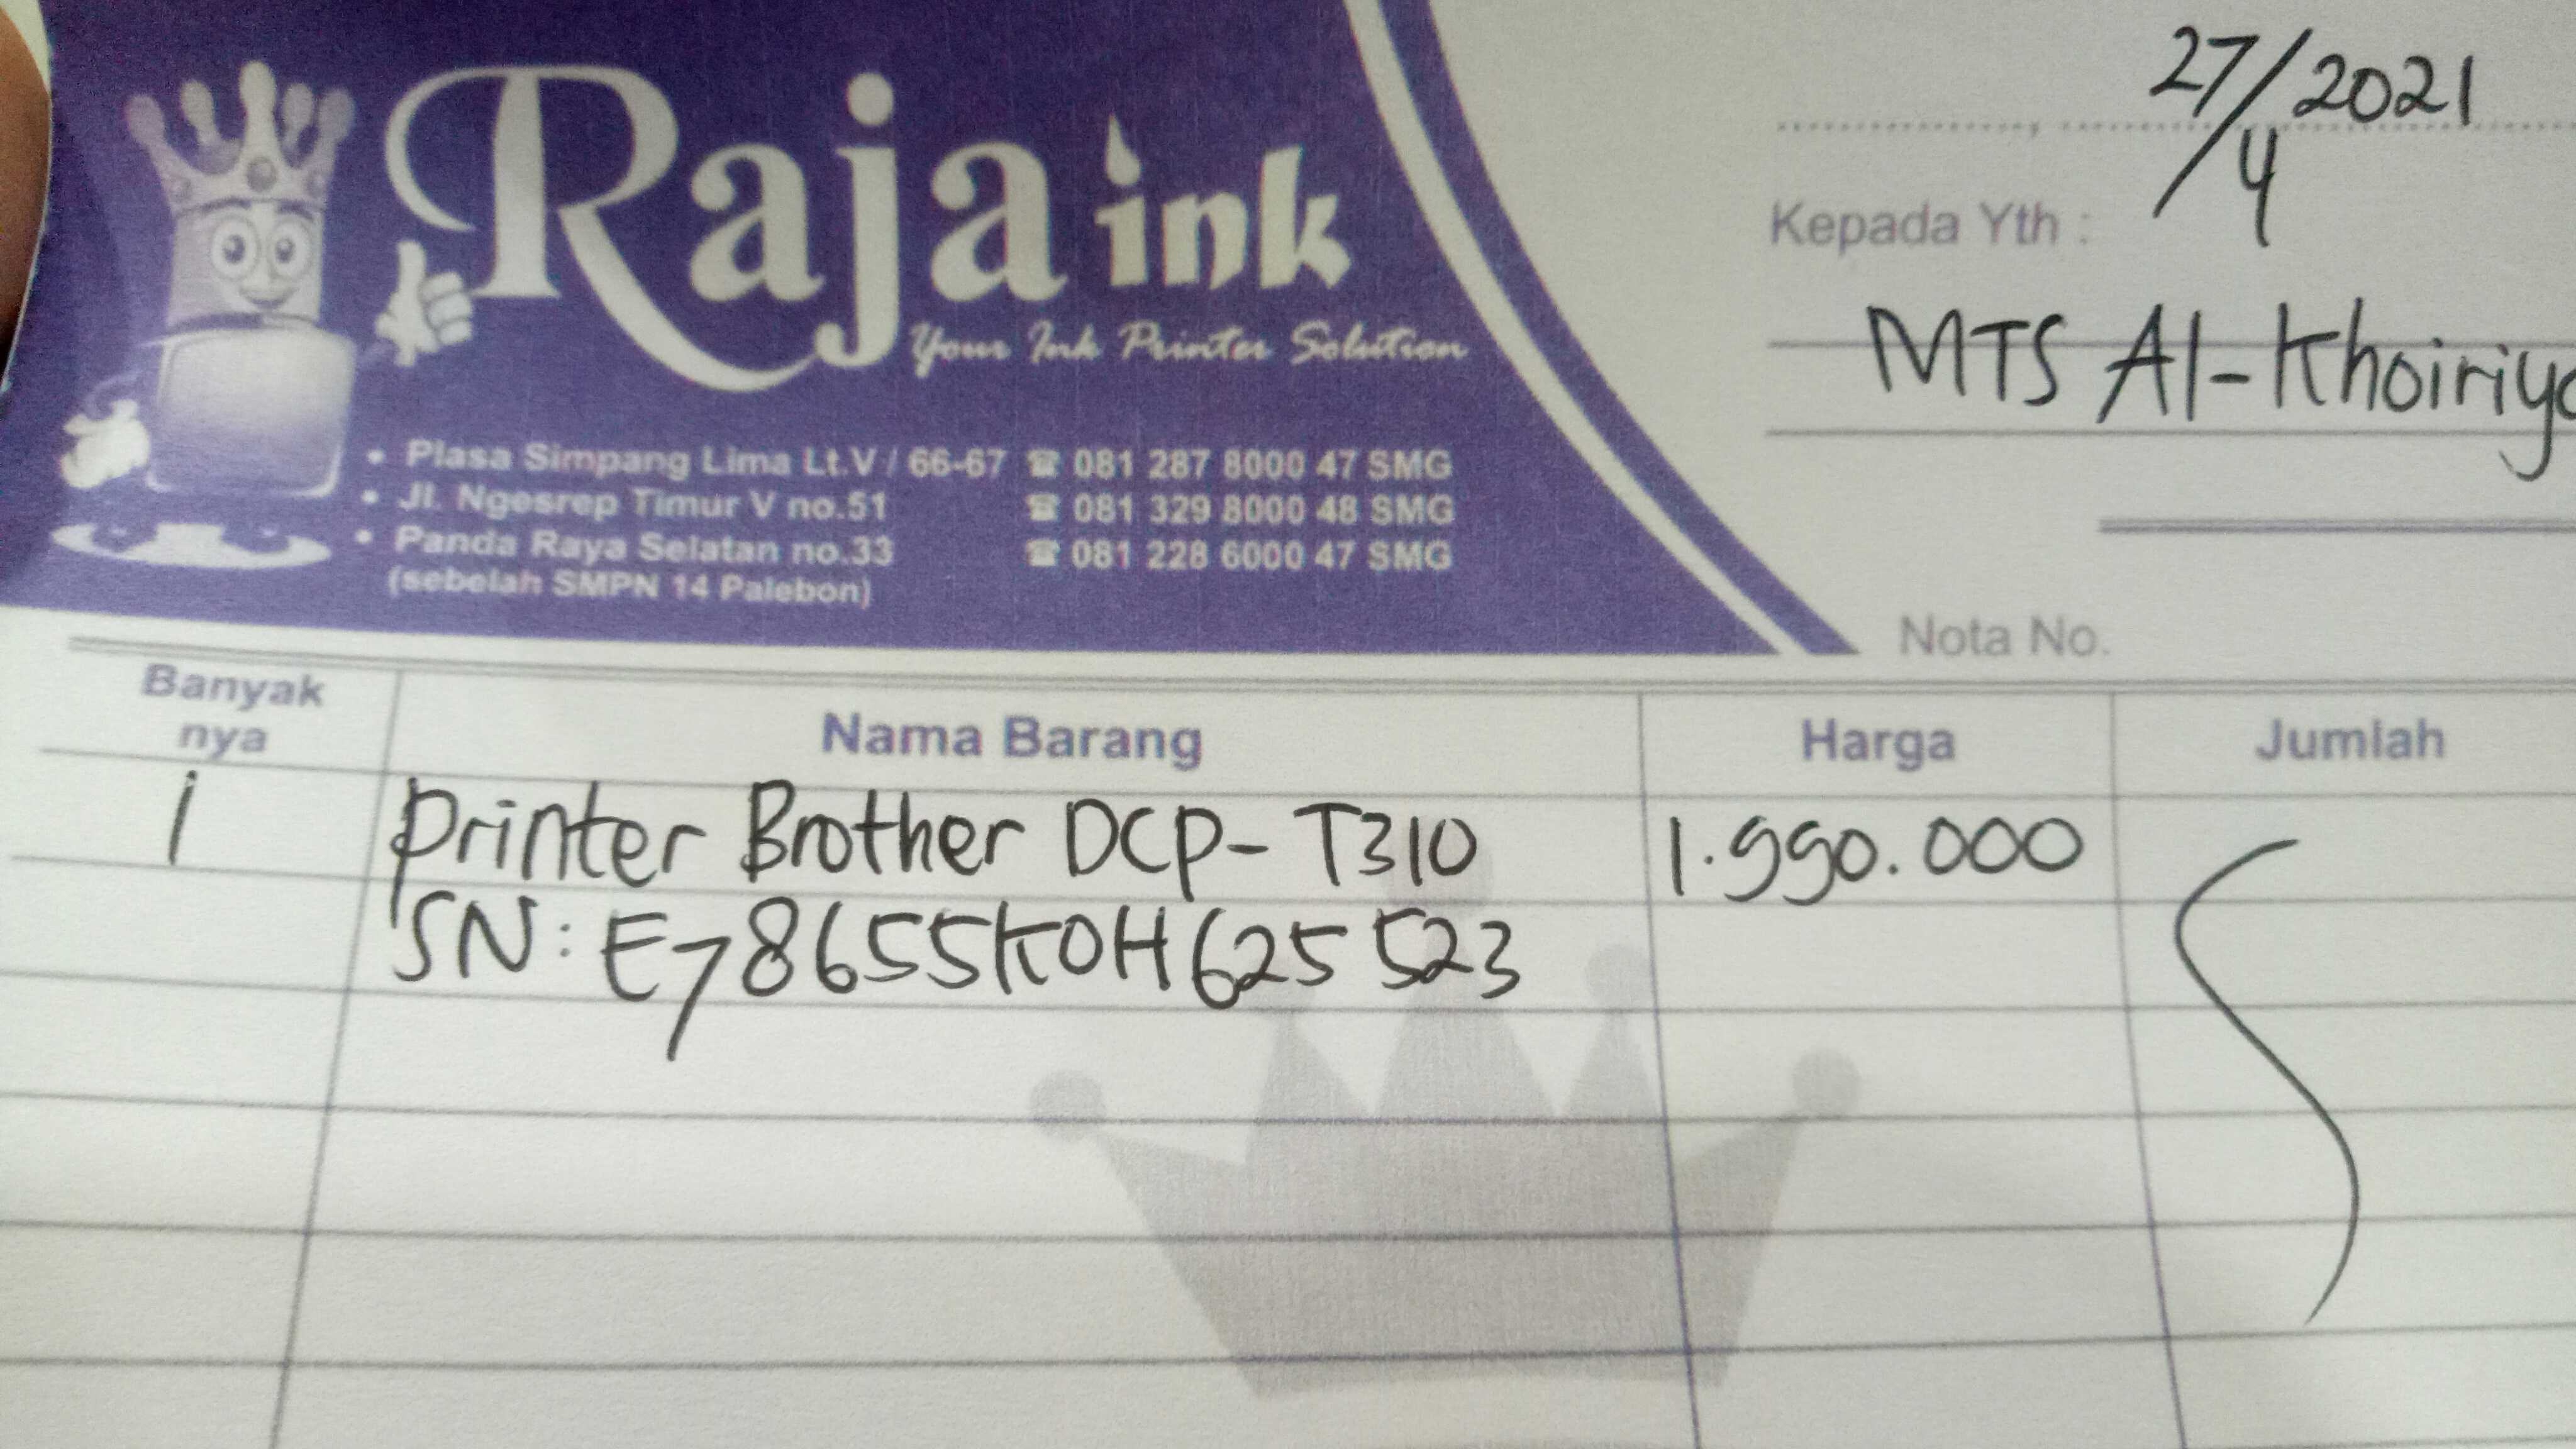 Raja ink
Your Ink Printer Solution
• Plasa Simpang Lima Lt.V / 66-67 ☎ 081 287 8000 47 SMG
• Jl. Ngesrep Timur V no.51 ☎ 081 329 8000 48 SMG
• Panda Raya Selatan no.33 ☎ 081 228 6000 47 SMG
(sebelah SMPN 14 Palebon)
27/4 2021
Kepada Yth :
MTS Al-Khoiriya
Nota No.
Banyak nya Nama Barang Harga Jumlah
1 Printer Brother DCP-T310 1.990.000
SN: E78655K0H625523